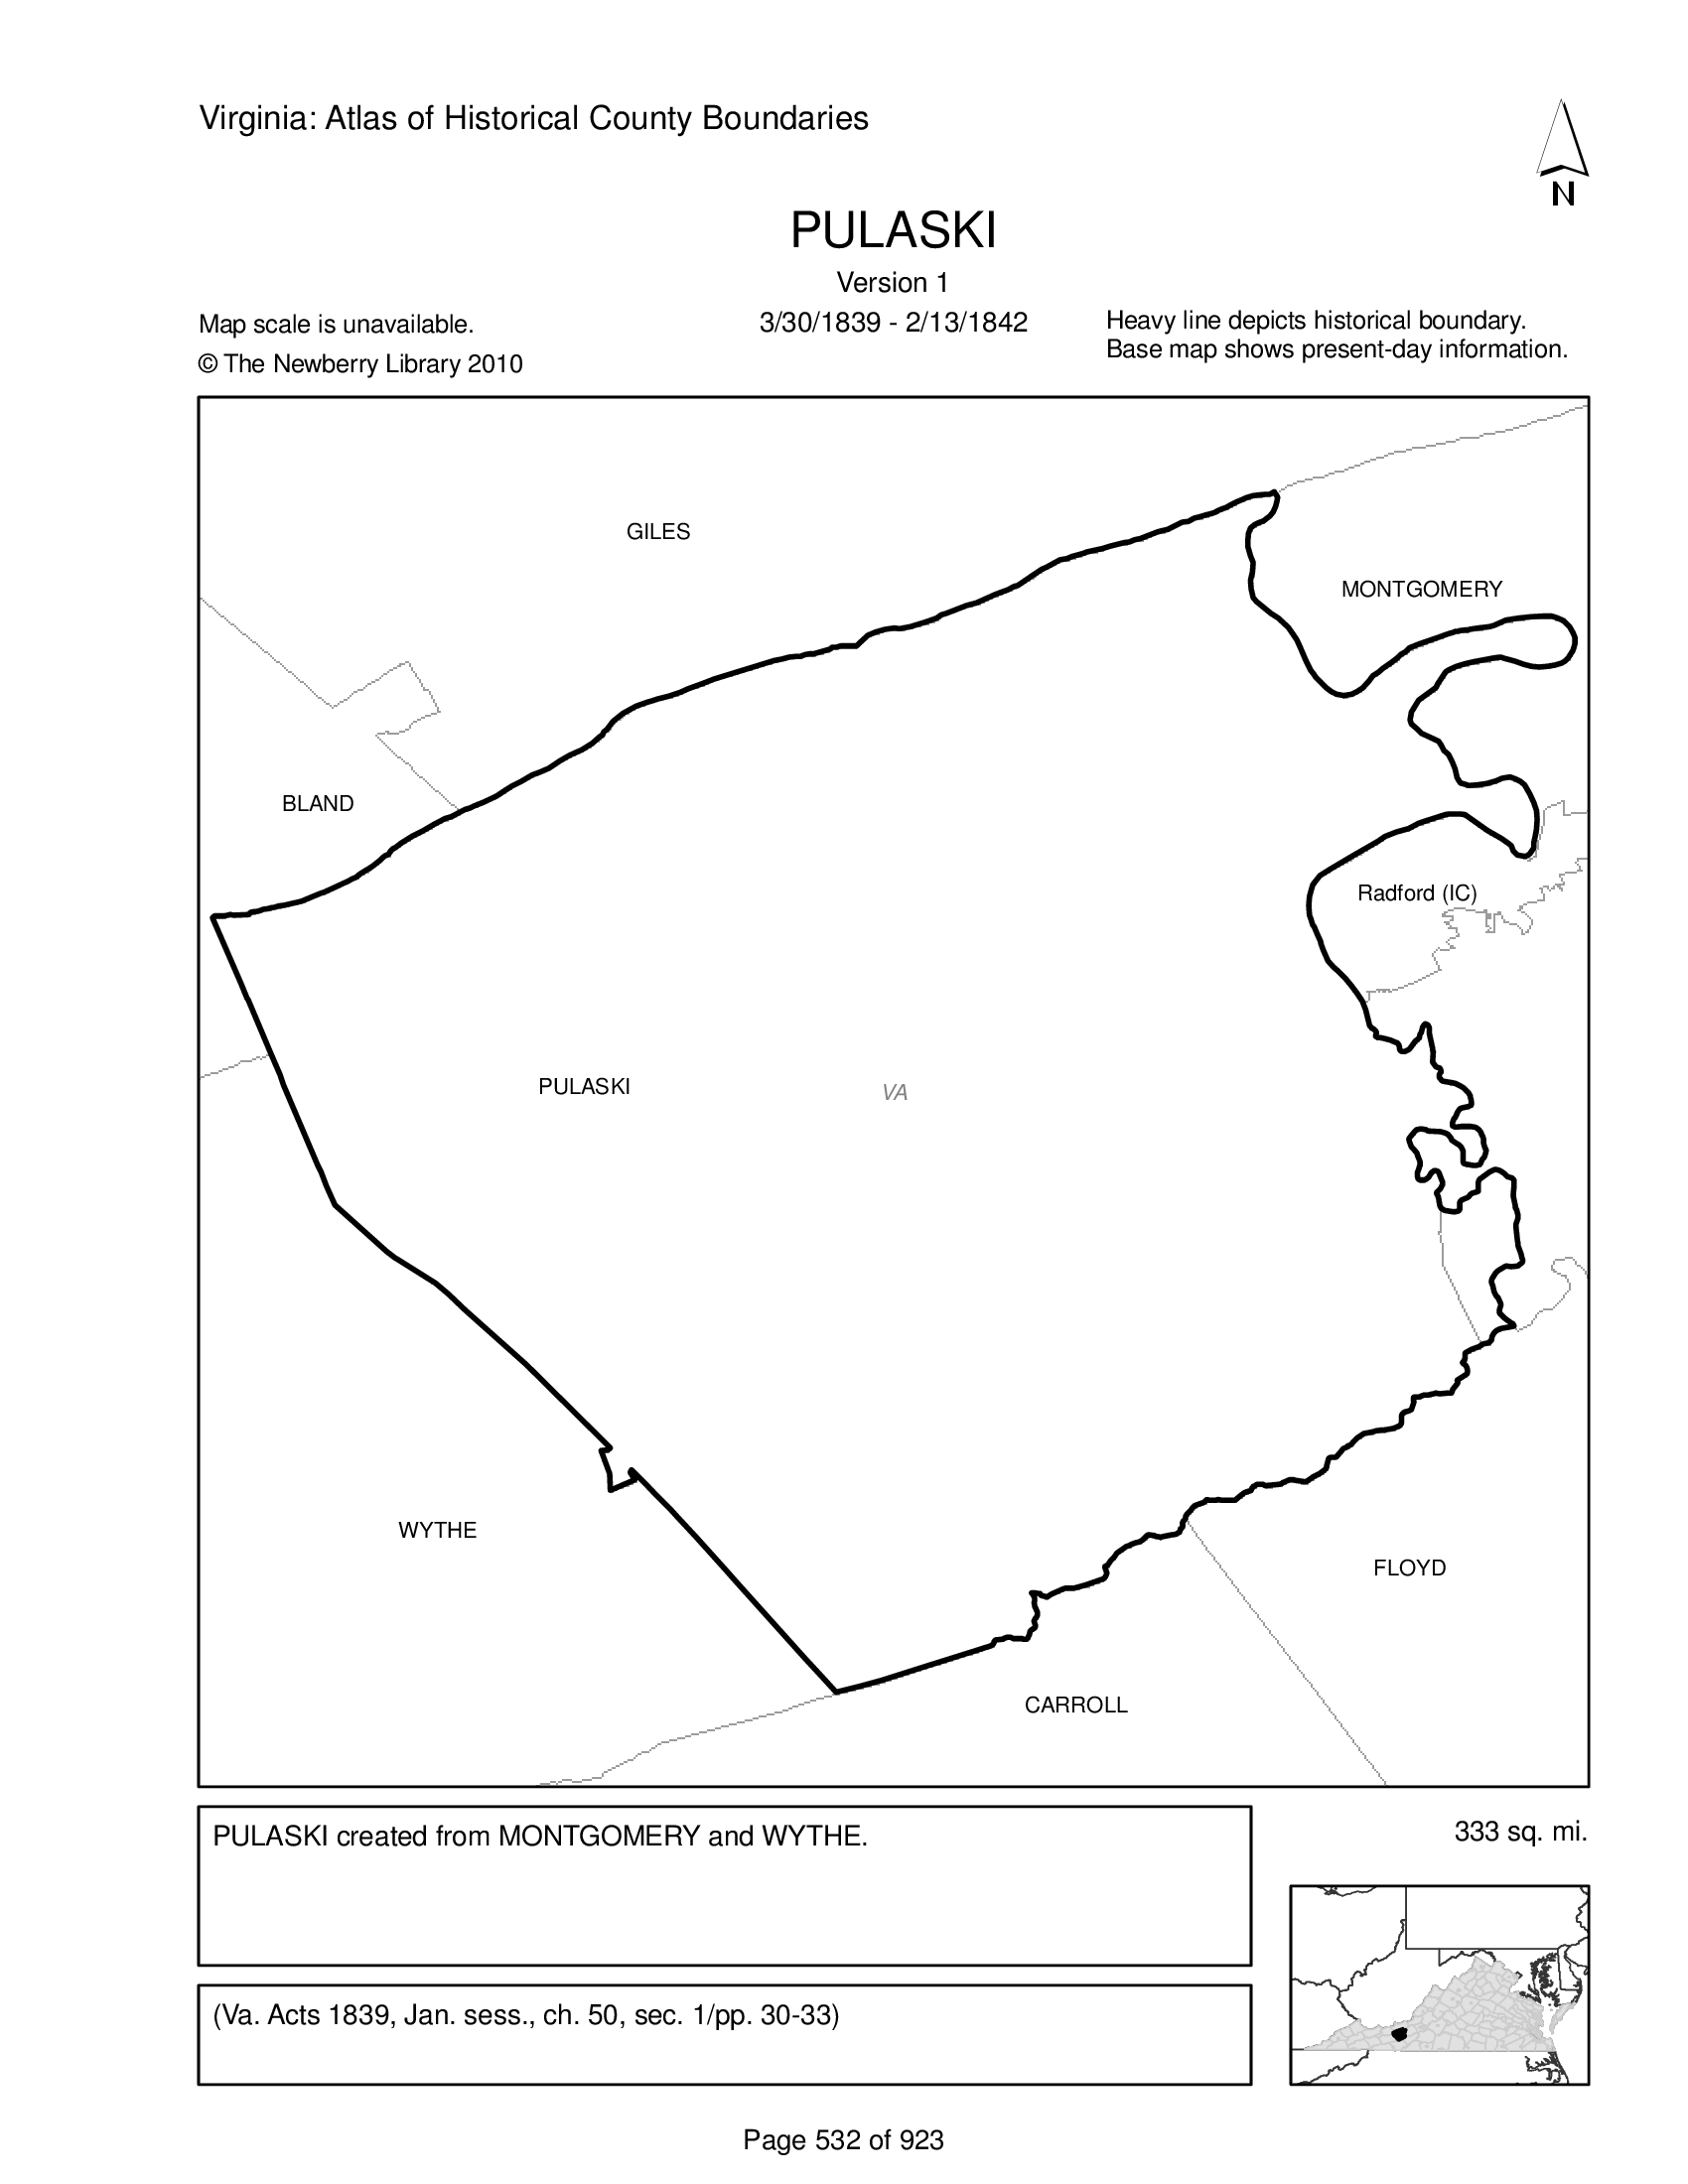 Virginia: Atlas of Historical County Boundaries
N
PULASKI
Version 1
3/30/1839 - 2/13/1842
Map scale is unavailable.
© The Newberry Library 2010
Heavy line depicts historical boundary.
Base map shows present-day information.
GILES
MONTGOMERY
BLAND
Radford (IC)
PULASKI
VA
WYTHE
FLOYD
CARROLL
PULASKI created from MONTGOMERY and WYTHE.
333 sq. mi.
(Va. Acts 1839, Jan. sess., ch. 50, sec. 1/pp. 30-33)
Page 532 of 923